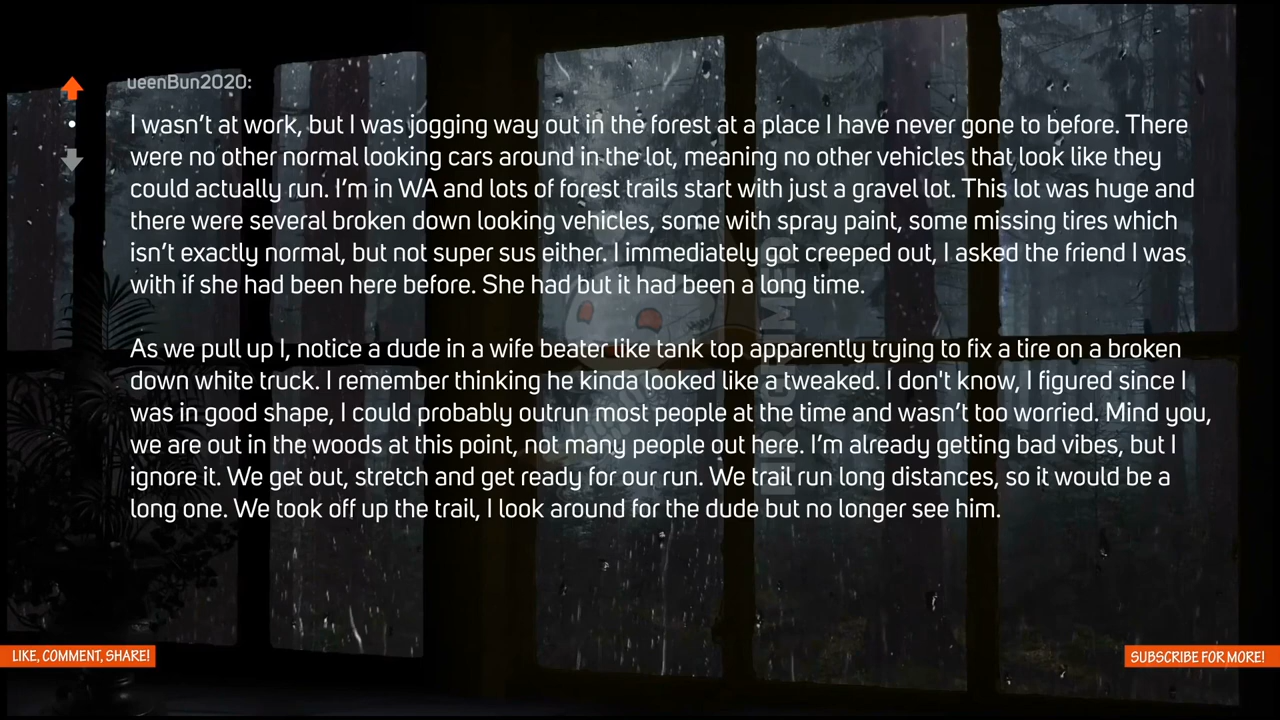 ueenBun2020:
I wasn't at work, but I was jogging way out in the forest at a place I have never gone to before. There
were no other normal looking cars around in the lot, meaning no other vehicles that look like they
could actually run. I'm in WA and lots of forest trails start with just a gravel lot. This lot was huge and
there were several broken down looking vehicles, some with spray paint, some missing tires which
isn't exactly normal, but not super sus either. I immediately got creeped out, I asked the friend I was
with if she had been here before. She had but it had been a long time.
As we pull up I, notice a dude in a wife beater like tank top apparently trying to fix a tire on a broken
down white truck. I remember thinking he kinda looked like a tweaked. I don't know, I figured since I
was in good shape, I could probably outrun most people at the time and wasn't too worried. Mind you,
we are out in the woods at this point, not many people out here. I'm already getting bad vibes, but I
ignore it. We get out, stretch and get ready for our run. We trail run long distances, so it would be a
long one. We took off up the trail, I look around for the dude but no longer see him.
LIKE, COMMENT, SHARE!
SUBSCRIBE FOR MORE!